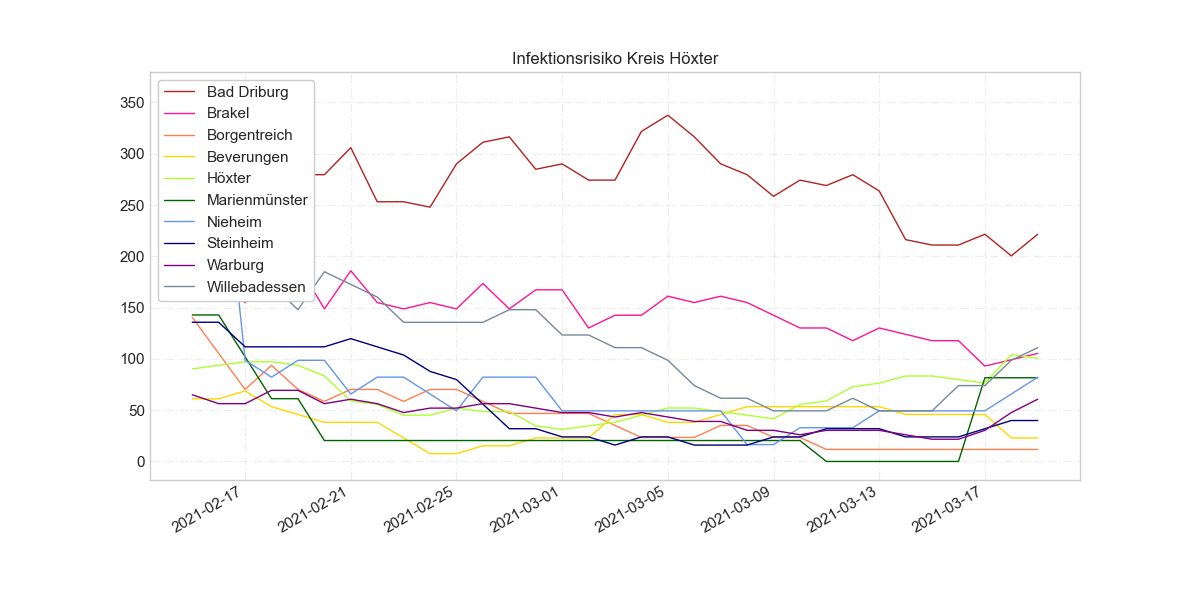 Infektionsrisiko Kreis Höxter
Bad Driburg
Brakel
Borgentreich
Beverungen
Höxter
Marienmünster
Nieheim
Steinheim
Warburg
Willebadessen
350
300
250
200
150
100
50
0
2021-02-17
2021-02-21
2021-02-25
2021-03-01
2021-03-05
2021-03-09
2021-03-13
2021-03-17